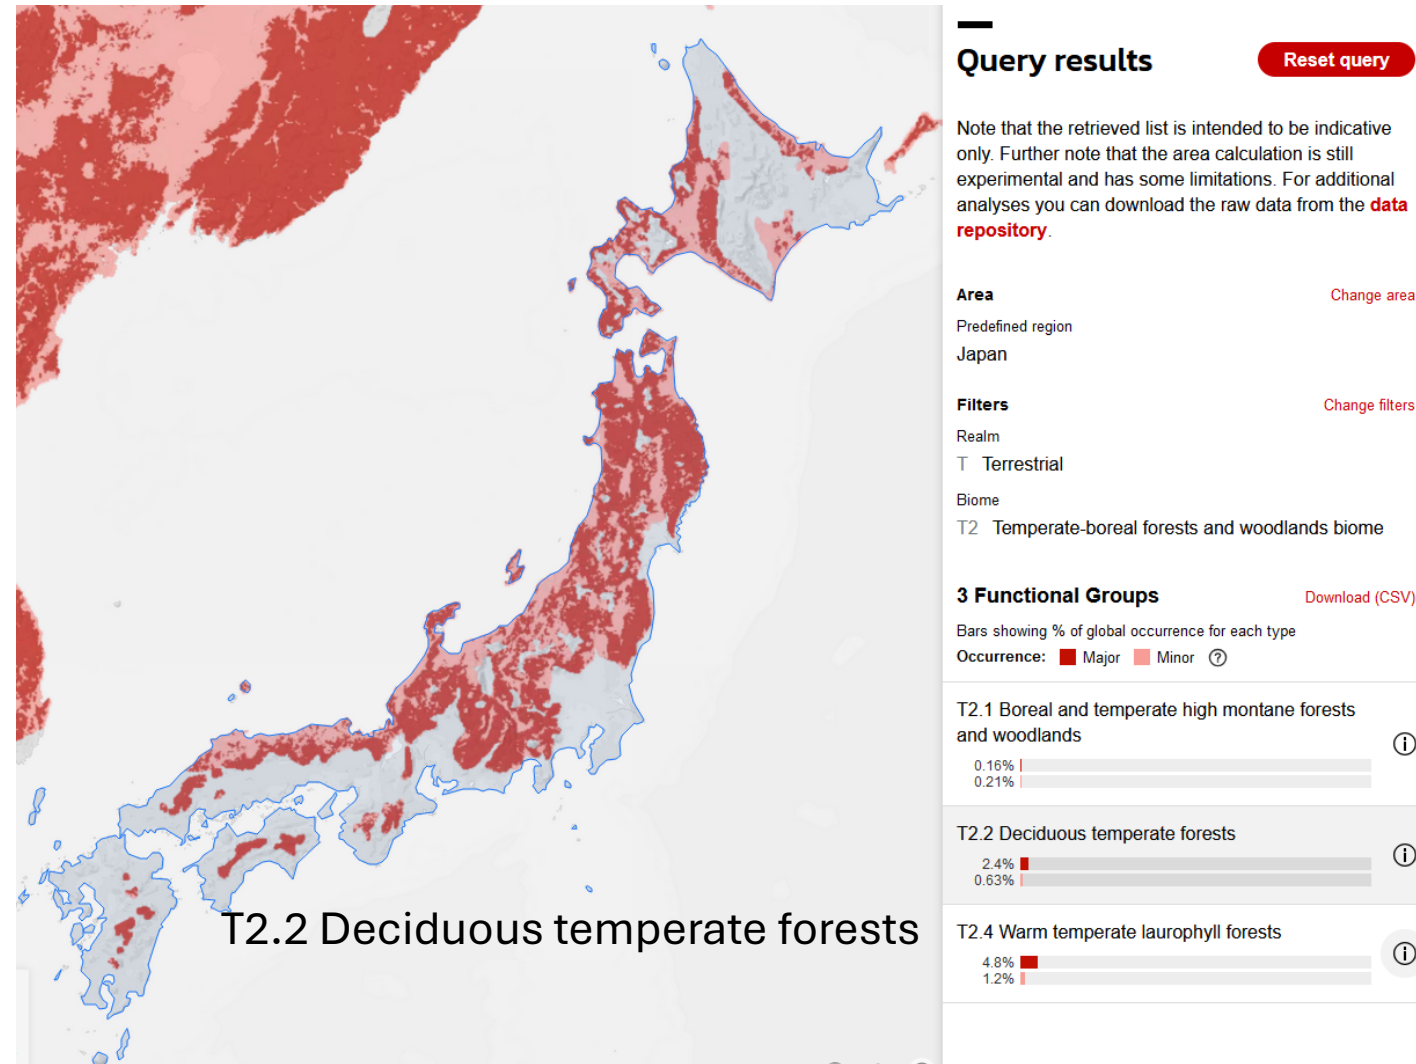 Query results
Reset query
Note that the retrieved list is intended to be indicative
only. Further note that the area calculation is still
experimental and has some limitations. For additional
analyses you can download the raw data from the data
repository.
Area
Change area
Predefined region
Japan
Filters
Change filters
Realm
T Terrestrial
Biome
T2 Temperate-boreal forests and woodlands biome
3 Functional Groups
Download (CSV)
Bars showing % of global occurrence for each type
Occurrence: Major Minor ?
T2.1 Boreal and temperate high montane forests
and woodlands
0.16%
0.21%
T2.2 Deciduous temperate forests
2.4%
0.63%
T2.4 Warm temperate laurophyll forests
4.8%
1.2%
T2.2 Deciduous temperate forests